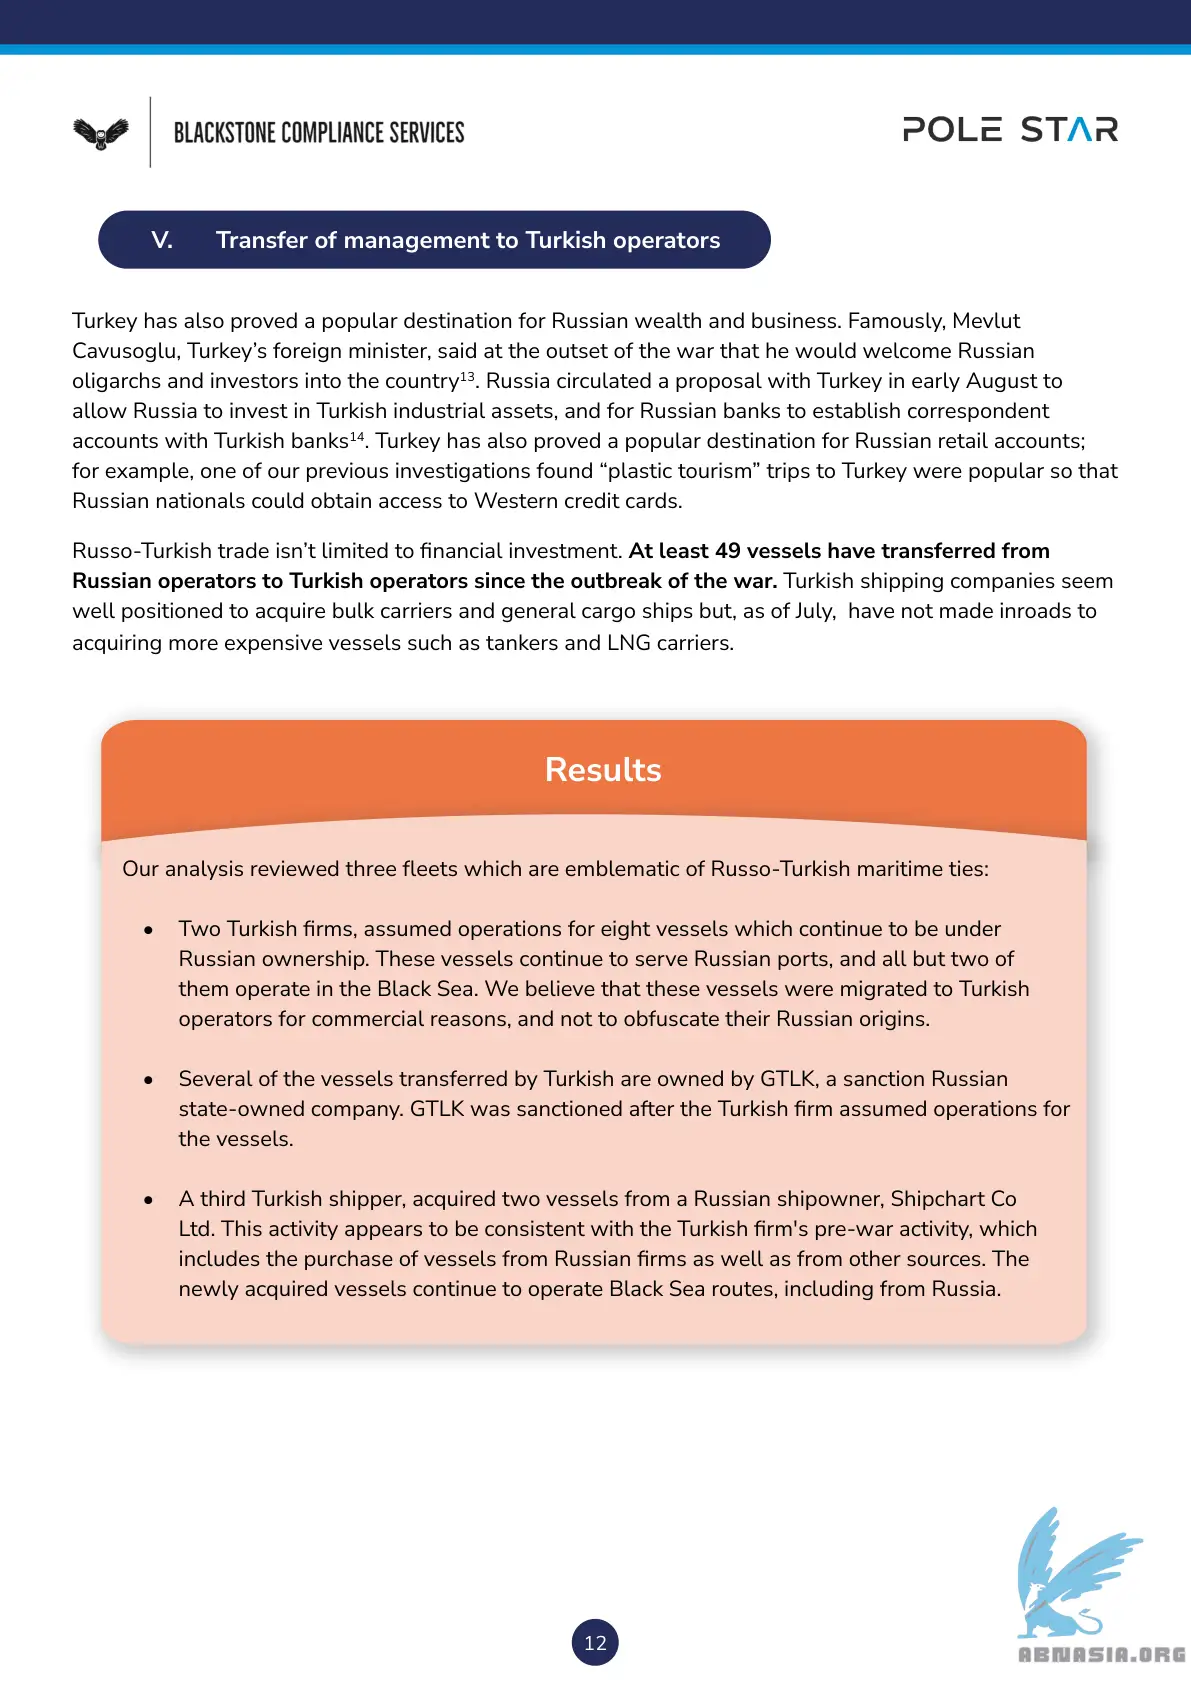 BLACKSTONE COMPLIANCE SERVICES
POLE STAR
V. Transfer of management to Turkish operators
Turkey has also proved a popular destination for Russian wealth and business. Famously, Mevlut
Cavusoglu, Turkey’s foreign minister, said at the outset of the war that he would welcome Russian
oligarchs and investors into the country¹³. Russia circulated a proposal with Turkey in early August to
allow Russia to invest in Turkish industrial assets, and for Russian banks to establish correspondent
accounts with Turkish banks¹⁴. Turkey has also proved a popular destination for Russian retail accounts;
for example, one of our previous investigations found “plastic tourism” trips to Turkey were popular so that
Russian nationals could obtain access to Western credit cards.
Russo-Turkish trade isn’t limited to financial investment. At least 49 vessels have transferred from
Russian operators to Turkish operators since the outbreak of the war. Turkish shipping companies seem
well positioned to acquire bulk carriers and general cargo ships but, as of July, have not made inroads to
acquiring more expensive vessels such as tankers and LNG carriers.
Results
Our analysis reviewed three fleets which are emblematic of Russo-Turkish maritime ties:
• Two Turkish firms, assumed operations for eight vessels which continue to be under
Russian ownership. These vessels continue to serve Russian ports, and all but two of
them operate in the Black Sea. We believe that these vessels were migrated to Turkish
operators for commercial reasons, and not to obfuscate their Russian origins.
• Several of the vessels transferred by Turkish are owned by GTLK, a sanction Russian
state-owned company. GTLK was sanctioned after the Turkish firm assumed operations for
the vessels.
• A third Turkish shipper, acquired two vessels from a Russian shipowner, Shipchart Co
Ltd. This activity appears to be consistent with the Turkish firm's pre-war activity, which
includes the purchase of vessels from Russian firms as well as from other sources. The
newly acquired vessels continue to operate Black Sea routes, including from Russia.
12
ABNASIA.ORG